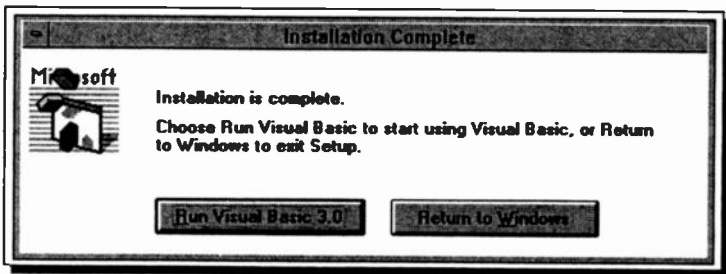 Installation Complete
Microsoft
Installation is complete.
Choose Run Visual Basic to start using Visual Basic, or Return
to Windows to exit Setup.
Run Visual Basic 3.0
Return to Windows